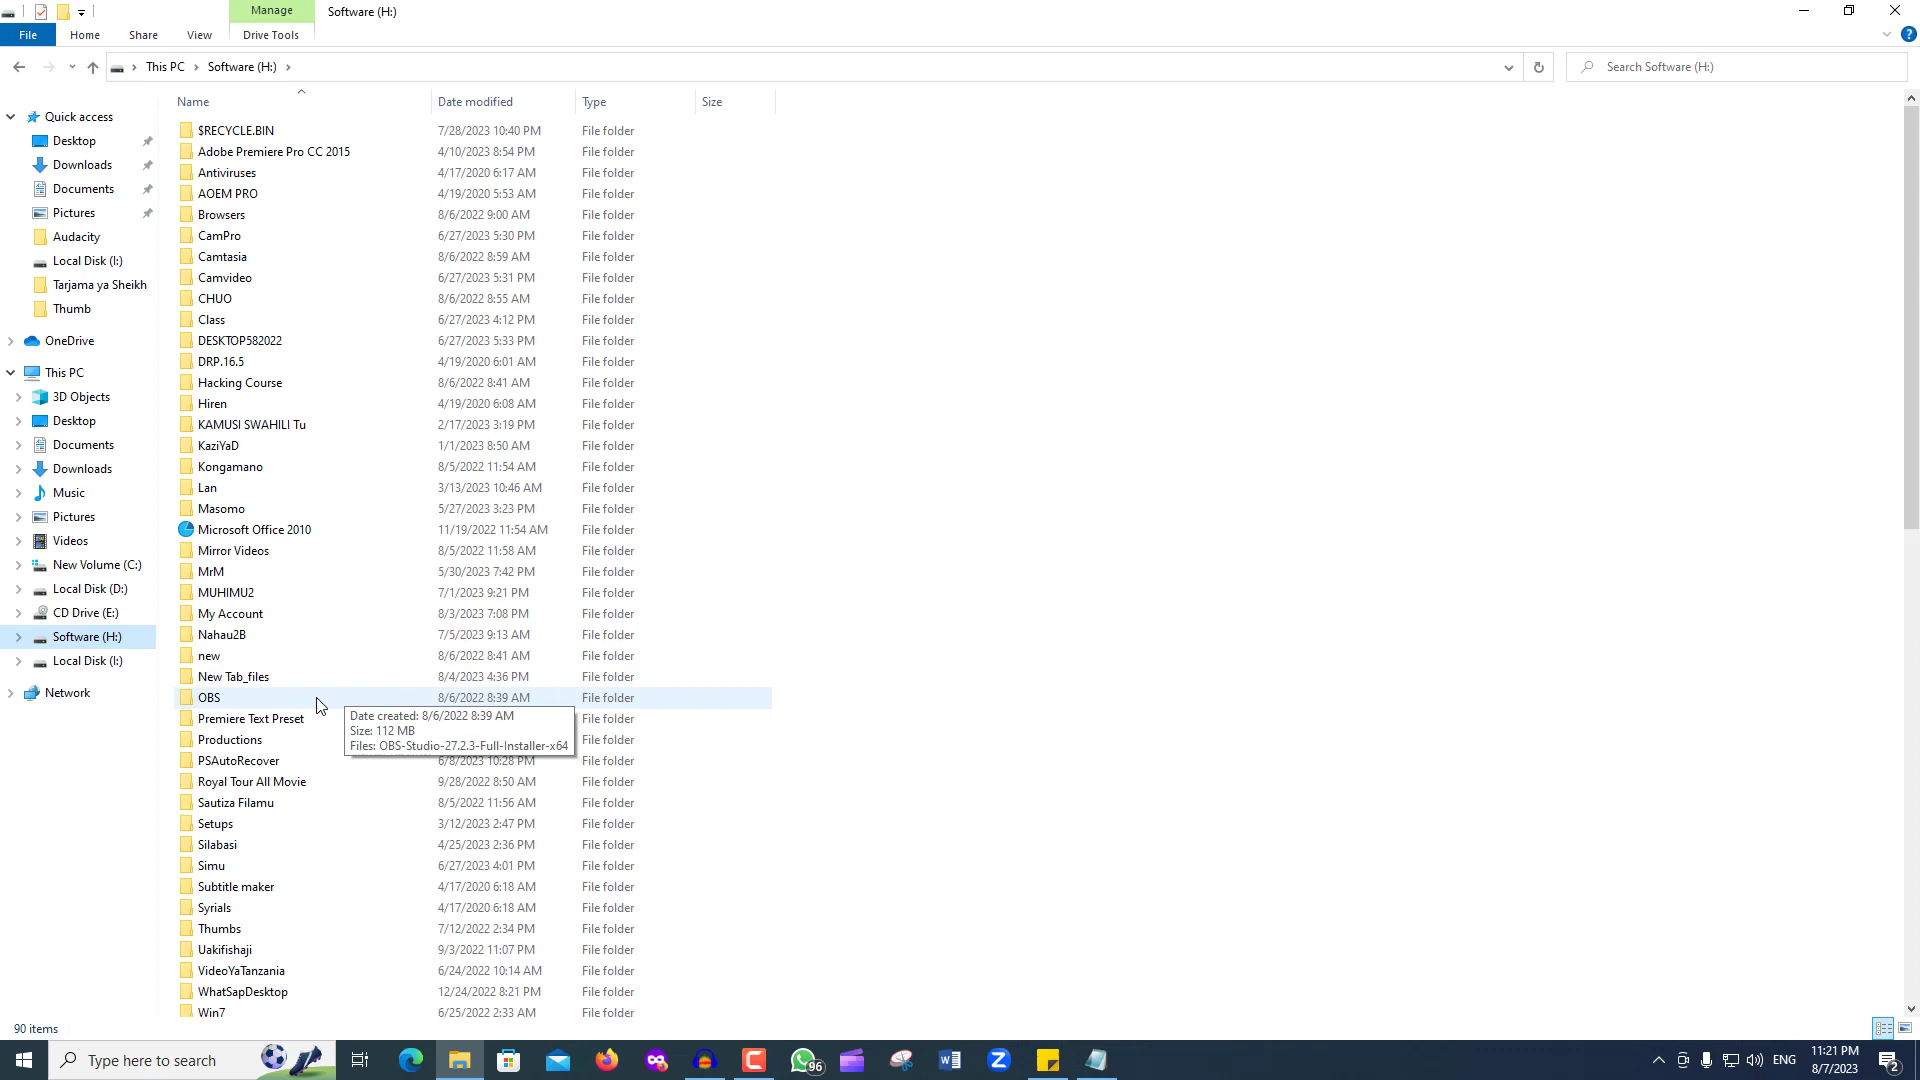 Manage
Software (H:)
File
Home
Share
View
Drive Tools
This PC
Software (H:)
Search Software (H:)
Name
Date modified
Type
Size
Quick access
Desktop
Downloads
Documents
Pictures
Audacity
Local Disk (I:)
Tarjama ya Sheikh
Thumb
OneDrive
This PC
3D Objects
Desktop
Documents
Downloads
Music
Pictures
Videos
New Volume (C:)
Local Disk (D:)
CD Drive (E:)
Software (H:)
Local Disk (I:)
Network
$RECYCLE.BIN 7/28/2023 10:40 PM File folder
Adobe Premiere Pro CC 2015 4/10/2023 8:54 PM File folder
Antiviruses 4/17/2020 6:17 AM File folder
AOEM PRO 4/19/2020 5:53 AM File folder
Browsers 8/6/2022 9:00 AM File folder
CamPro 6/27/2023 5:30 PM File folder
Camtasia 8/6/2022 8:59 AM File folder
Camvideo 6/27/2023 5:31 PM File folder
CHUO 8/6/2022 8:55 AM File folder
Class 6/27/2023 4:12 PM File folder
DESKTOP582022 6/27/2023 5:33 PM File folder
DRP.16.5 4/19/2020 6:01 AM File folder
Hacking Course 8/6/2022 8:41 AM File folder
Hiren 4/19/2020 6:08 AM File folder
KAMUSI SWAHILI Tu 2/17/2023 3:19 PM File folder
KaziYaD 1/1/2023 8:50 AM File folder
Kongamano 8/5/2022 11:54 AM File folder
Lan 3/13/2023 10:46 AM File folder
Masomo 5/27/2023 3:23 PM File folder
Microsoft Office 2010 11/19/2022 11:54 AM File folder
Mirror Videos 8/5/2022 11:58 AM File folder
MrM 5/30/2023 7:42 PM File folder
MUHIMU2 7/1/2023 9:21 PM File folder
My Account 8/3/2023 7:08 PM File folder
Nahau2B 7/5/2023 9:13 AM File folder
new 8/6/2022 8:41 AM File folder
New Tab_files 8/4/2023 4:36 PM File folder
OBS 8/6/2022 8:39 AM File folder
Premiere Text Preset File folder
Productions File folder
PSAutoRecover 6/8/2023 10:28 PM File folder
Date created: 8/6/2022 8:39 AM
Size: 112 MB
Files: OBS-Studio-27.2.3-Full-Installer-x64
Royal Tour All Movie 9/28/2022 8:50 AM File folder
Sautiza Filamu 8/5/2022 11:56 AM File folder
Setups 3/12/2023 2:47 PM File folder
Silabasi 4/25/2023 2:36 PM File folder
Simu 6/27/2023 4:01 PM File folder
Subtitle maker 4/17/2020 6:18 AM File folder
Syrials 4/17/2020 6:18 AM File folder
Thumbs 7/12/2022 2:34 PM File folder
Uakifishaji 9/3/2022 11:07 PM File folder
VideoYaTanzania 6/24/2022 10:14 AM File folder
WhatSapDesktop 12/24/2022 8:21 PM File folder
Win7 6/25/2022 2:33 AM File folder
90 items
Type here to search
96
ENG
11:21 PM
8/7/2023
2